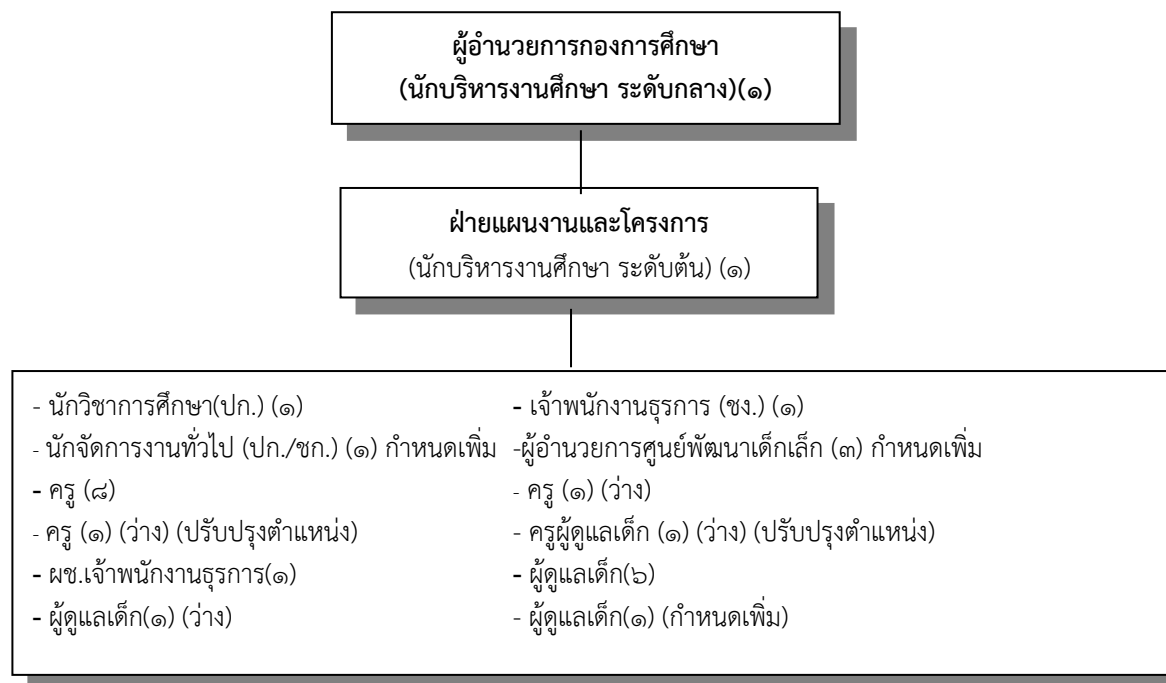 ผู้อำนวยการกองการศึกษา
(นักบริหารงานศึกษา ระดับกลาง)(๑)
ฝ่ายแผนงานและโครงการ
(นักบริหารงานศึกษา ระดับต้น) (๑)
- นักวิชาการศึกษา(ปก.) (๑) - เจ้าพนักงานธุรการ (ชง.) (๑)
- นักจัดการงานทั่วไป (ปก./ชก.) (๑) กำหนดเพิ่ม -ผู้อำนวยการศูนย์พัฒนาเด็กเล็ก (๓) กำหนดเพิ่ม
- ครู (๘) - ครู (๑) (ว่าง)
- ครู (๑) (ว่าง) (ปรับปรุงตำแหน่ง) - ครูผู้ดูแลเด็ก (๑) (ว่าง) (ปรับปรุงตำแหน่ง)
- ผช.เจ้าพนักงานธุรการ(๑) - ผู้ดูแลเด็ก(๖)
- ผู้ดูแลเด็ก(๑) (ว่าง) - ผู้ดูแลเด็ก(๑) (กำหนดเพิ่ม)